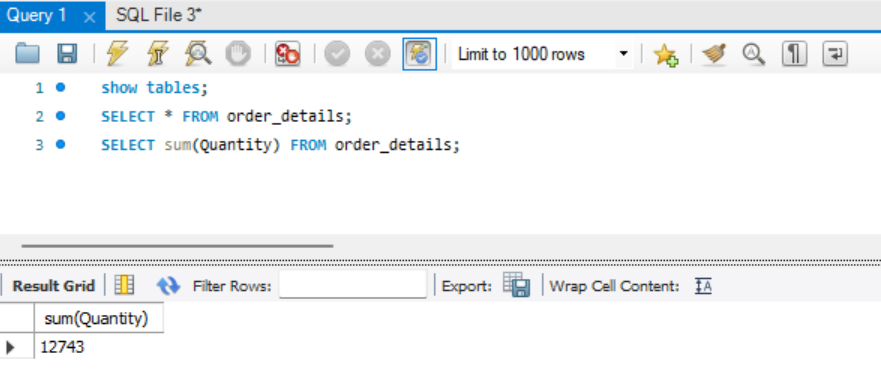 Query 1 SQL File 3*
Limit to 1000 rows
1 show tables;
2 SELECT * FROM order_details;
3 SELECT sum(Quantity) FROM order_details;
Result Grid Filter Rows: Export: Wrap Cell Content: IA
sum(Quantity)
12743